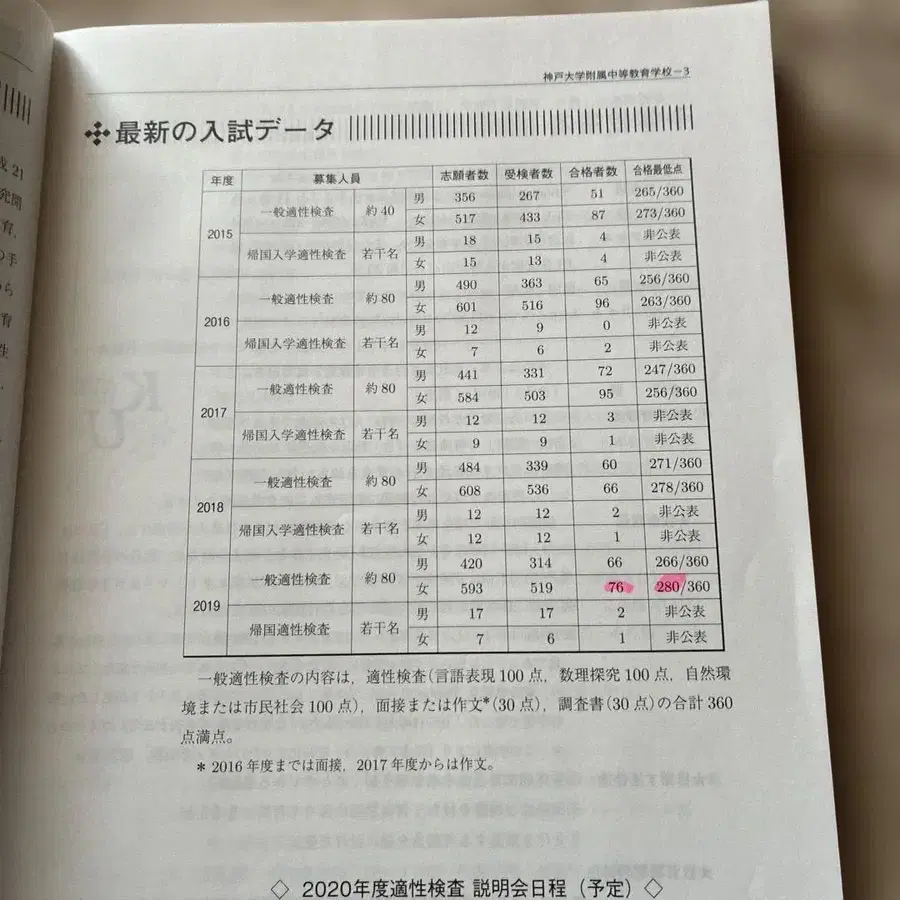 神戸大学附属中等教育学校－3
最新の入試データ
年度 募集人員 志願者数 受検者数 合格者数 合格最低点
2015 一般適性検査 約40 男 356 267 51 265/360
女 517 433 87 273/360
帰国入学適性検査 若干名 男 18 15 4 非公表
女 15 13 4 非公表
2016 一般適性検査 約80 男 490 363 65 256/360
女 601 516 96 263/360
帰国入学適性検査 若干名 男 12 9 0 非公表
女 7 6 2 非公表
2017 一般適性検査 約80 男 441 331 72 247/360
女 584 503 95 256/360
帰国入学適性検査 若干名 男 12 12 3 非公表
女 9 9 1 非公表
2018 一般適性検査 約80 男 484 339 60 271/360
女 608 536 66 278/360
帰国入学適性検査 若干名 男 12 12 2 非公表
女 12 12 1 非公表
2019 一般適性検査 約80 男 420 314 66 266/360
女 593 519 76 280/360
帰国適性検査 若干名 男 17 17 2 非公表
女 7 6 1 非公表
一般適性検査の内容は，適性検査(言語表現100点，数理探究100点，自然環
境または市民社会100点)，面接または作文*(30点)，調査書(30点)の合計360
点満点。
* 2016年度までは面接，2017年度からは作文。
◇ 2020年度適性検査 説明会日程（予定）◇